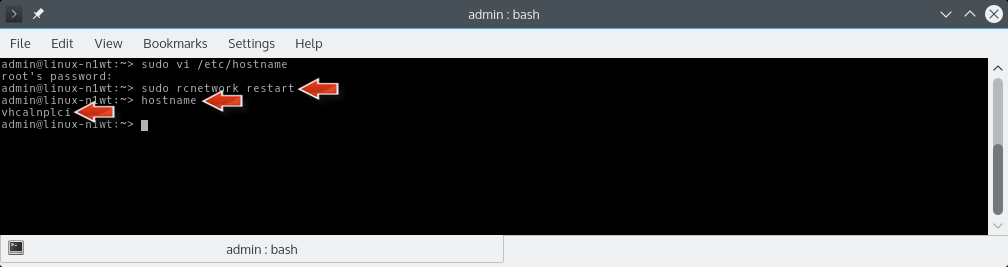 admin : bash
File Edit View Bookmarks Settings Help
admin@linux-n1wt:~> sudo vi /etc/hostname
root's password:
admin@linux-n1wt:~> sudo rcnetwork restart
admin@linux-n1wt:~> hostname
vhcalnplci
admin@linux-n1wt:~>
admin : bash